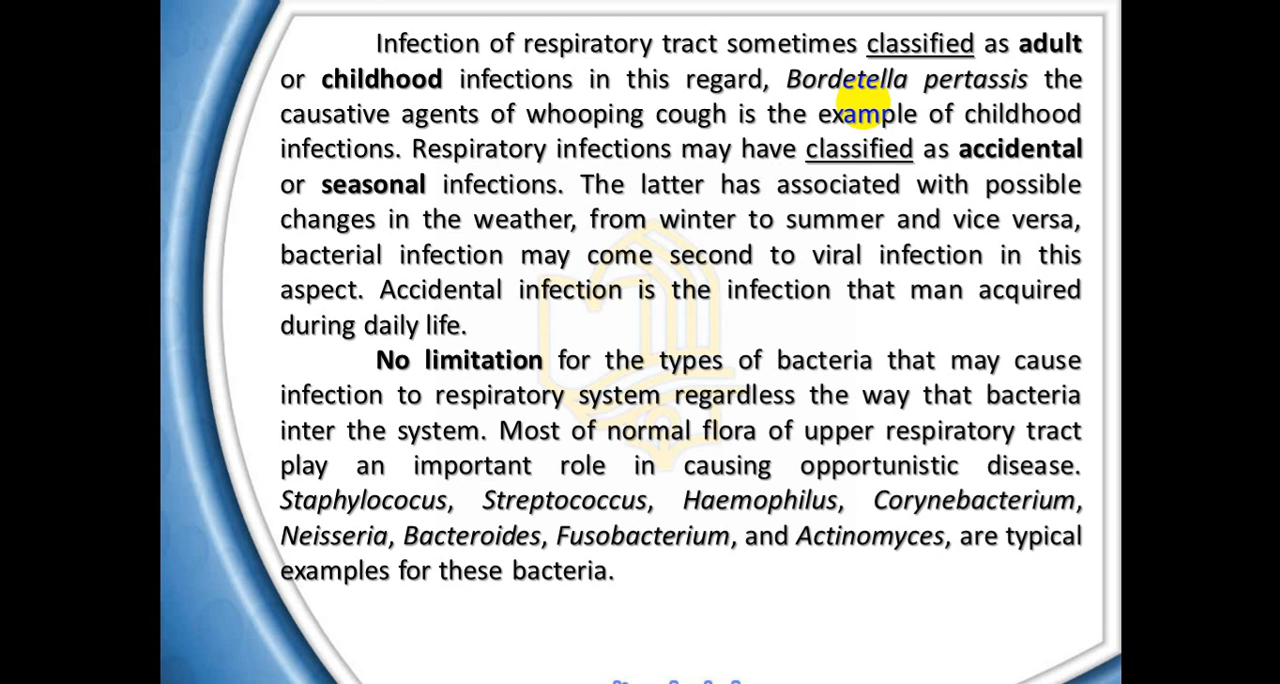 Infection of respiratory tract sometimes classified as adult
or childhood infections in this regard, Bordetella pertassis the
causative agents of whooping cough is the example of childhood
infections. Respiratory infections may have classified as accidental
or seasonal infections. The latter has associated with possible
changes in the weather, from winter to summer and vice versa,
bacterial infection may come second to viral infection in this
aspect. Accidental infection is the infection that man acquired
during daily life.
No limitation for the types of bacteria that may cause
infection to respiratory system regardless the way that bacteria
inter the system. Most of normal flora of upper respiratory tract
play an important role in causing opportunistic disease.
Staphylococus, Streptococcus, Haemophilus, Corynebacterium,
Neisseria, Bacteroides, Fusobacterium, and Actinomyces, are typical
examples for these bacteria.